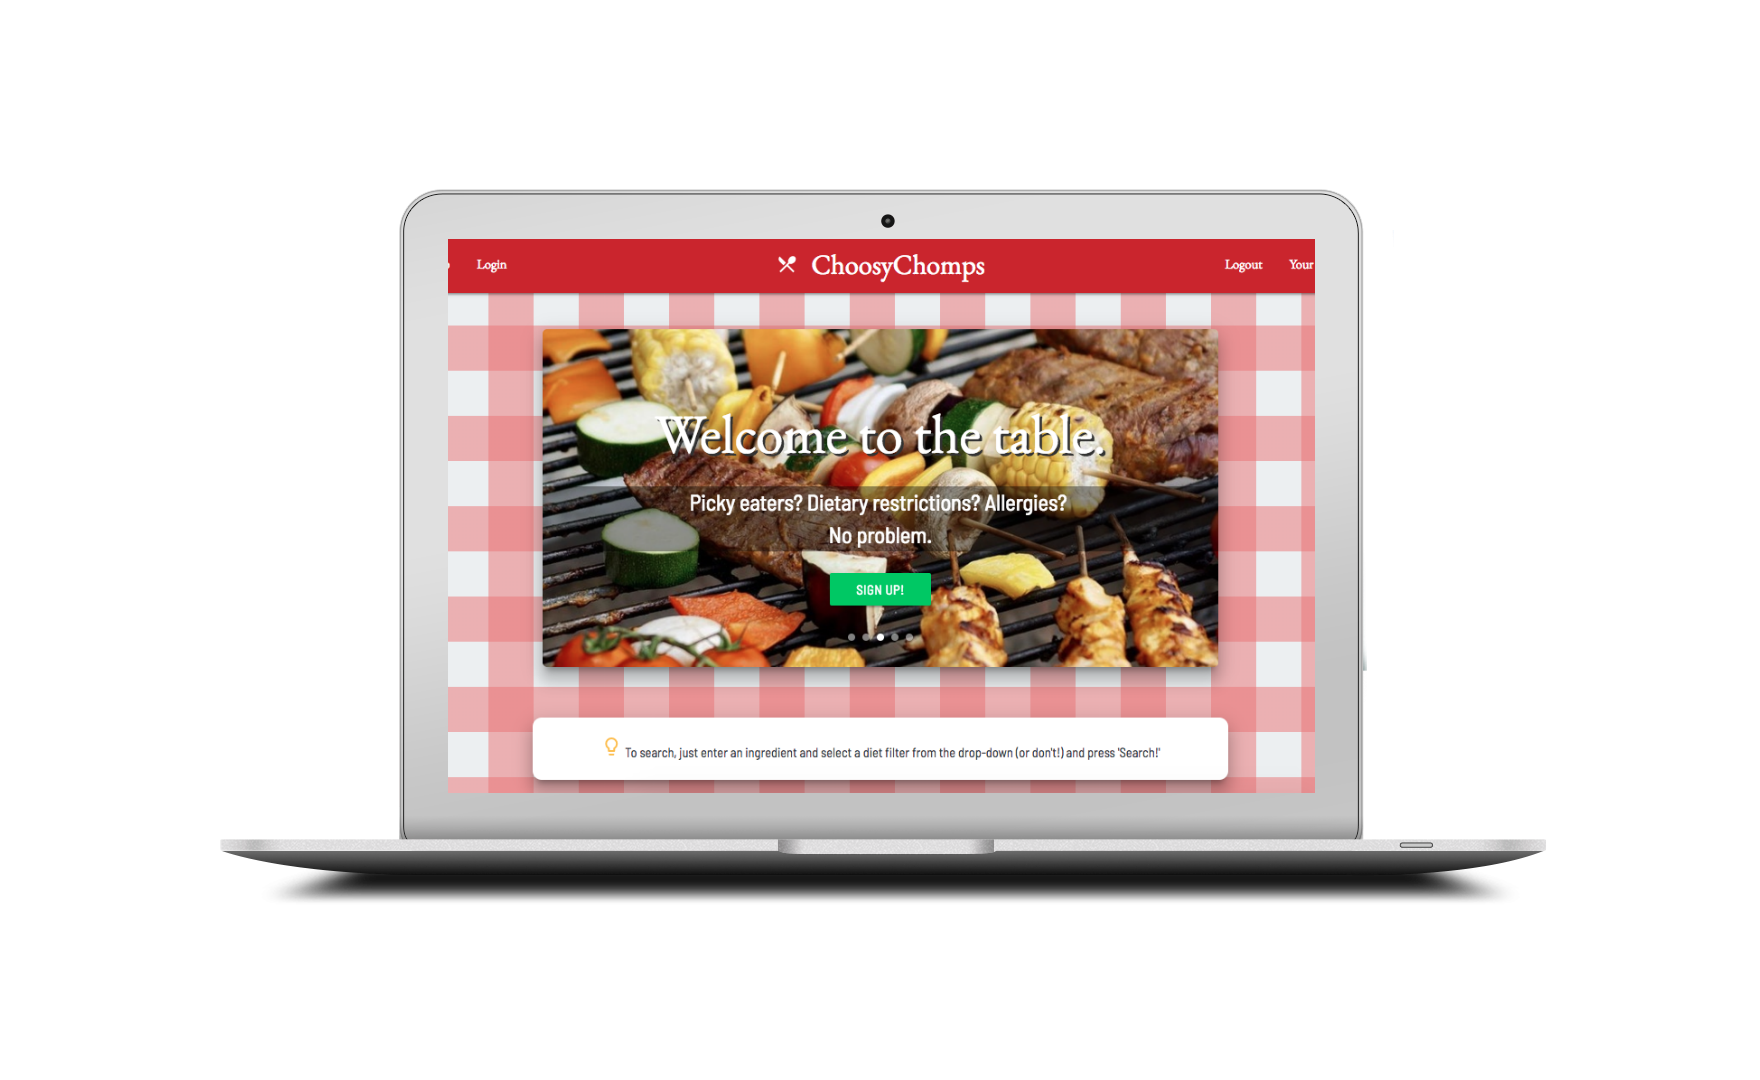 Login
ChoosyChomps
Logout
Your
Welcome to the table.
Picky eaters? Dietary restrictions? Allergies?
No problem.
SIGN UP!
To search, just enter an ingredient and select a diet filter from the drop-down (or don't!) and press 'Search!'